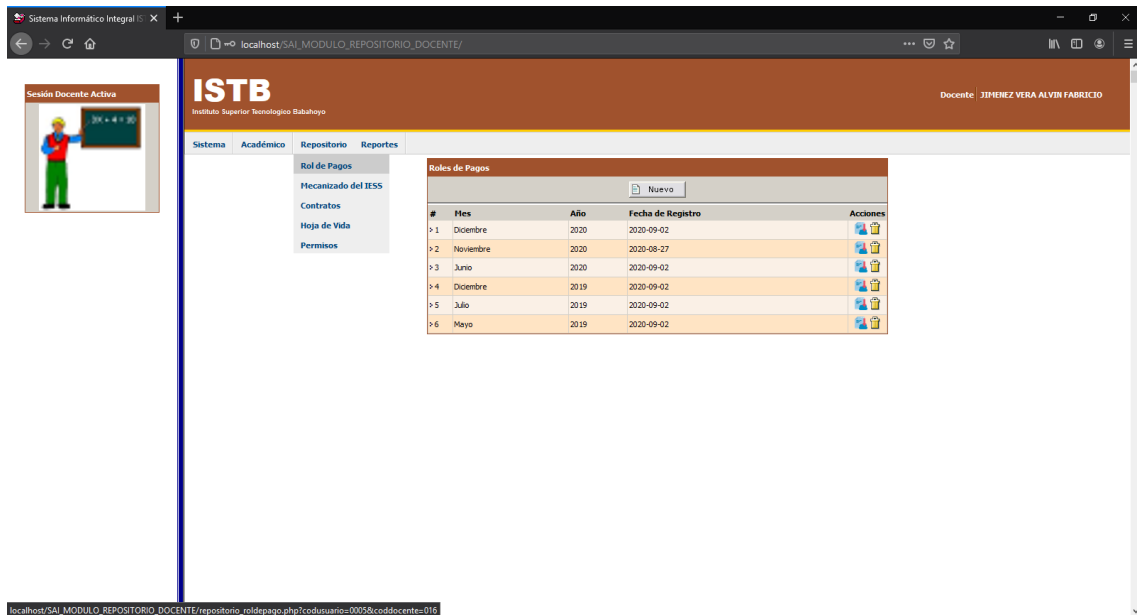 Sistema Informático Integral IS
localhost/SAI_MODULO_REPOSITORIO_DOCENTE/
Sesión Docente Activa
3X + 4 = 10
ISTB
Instituto Superior Tecnologico Babahoyo
Docente JIMENEZ VERA ALVIN FABRICIO
Sistema Académico Repositorio Reportes
Rol de Pagos
Mecanizado del IESS
Contratos
Hoja de Vida
Permisos
Roles de Pagos
Nuevo
# Mes Año Fecha de Registro Acciones
> 1 Diciembre 2020 2020-09-02
> 2 Noviembre 2020 2020-08-27
> 3 Junio 2020 2020-09-02
> 4 Diciembre 2019 2020-09-02
> 5 Julio 2019 2020-09-02
> 6 Mayo 2019 2020-09-02
localhost/SAI_MODULO_REPOSITORIO_DOCENTE/repositorio_roldepago.php?codusuario=0005&coddocente=016